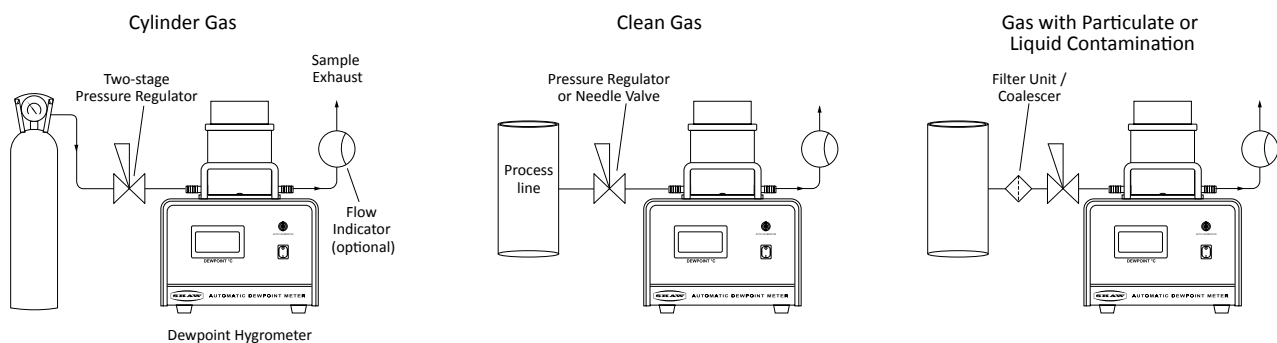 Cylinder Gas
Two-stage
Pressure Regulator
Sample
Exhaust
Flow
Indicator
(optional)
DEWPOINT °C
SHAW AUTOMATIC DEWPOINT METER
Dewpoint Hygrometer
Clean Gas
Pressure Regulator
or Needle Valve
Process
line
DEWPOINT °C
SHAW AUTOMATIC DEWPOINT METER
Gas with Particulate or
Liquid Contamination
Filter Unit /
Coalescer
DEWPOINT °C
SHAW AUTOMATIC DEWPOINT METER